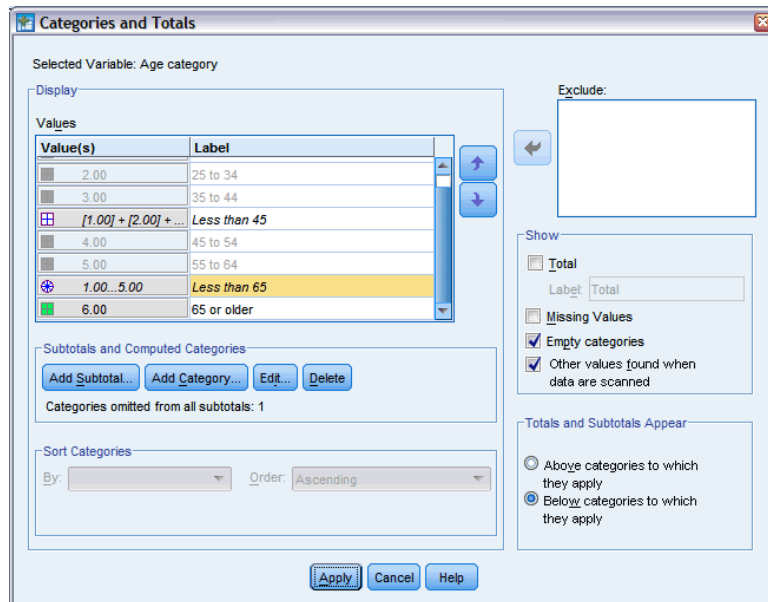 Categories and Totals
Selected Variable: Age category
Display
Values
Value(s) Label
2.00 25 to 34
3.00 35 to 44
[1.00] + [2.00] + ... Less than 45
4.00 45 to 54
5.00 55 to 64
1.00...5.00 Less than 65
6.00 65 or older
Subtotals and Computed Categories
Add Subtotal... Add Category... Edit... Delete
Categories omitted from all subtotals: 1
Sort Categories
By: Order: Ascending
Exclude:
Show
Total
Label: Total
Missing Values
Empty categories
Other values found when
data are scanned
Totals and Subtotals Appear
Above categories to which
they apply
Below categories to which
they apply
Apply Cancel Help